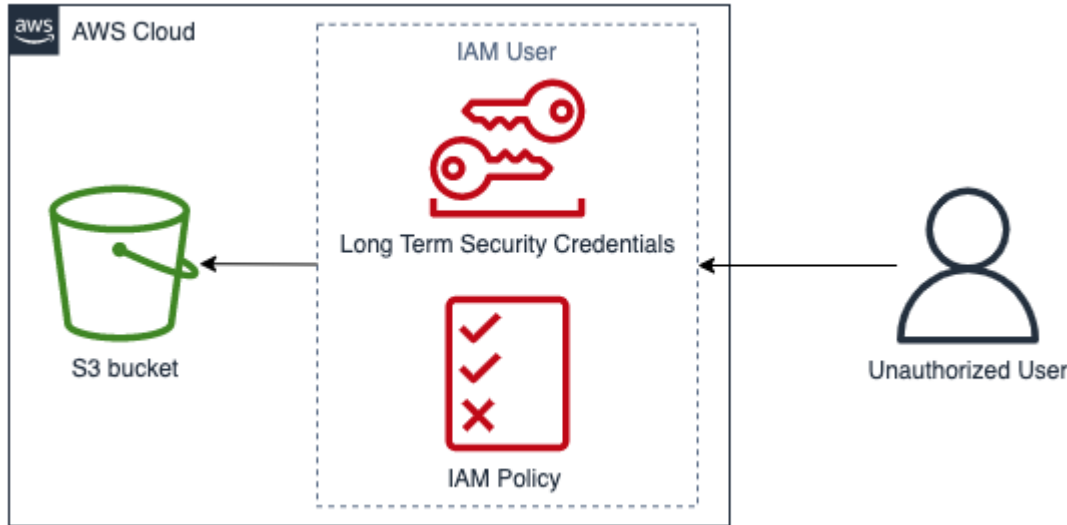 aws
AWS Cloud
IAM User
Long Term Security Credentials
S3 bucket
Unauthorized User
IAM Policy